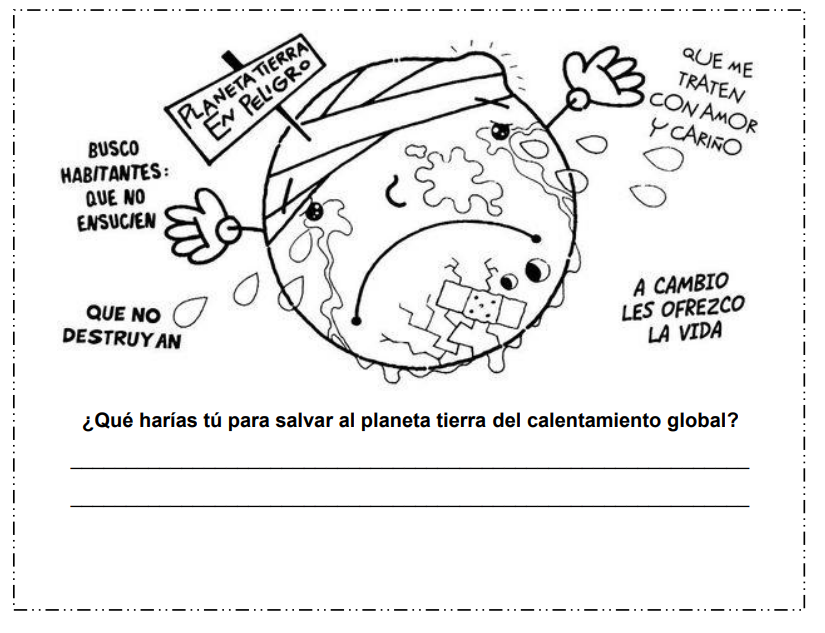 PLANETA TIERRA
EN PELIGRO
QUE ME
TRATEN
CON AMOR
Y CARIÑO
BUSCO
HABITANTES:
QUE NO
ENSUCIEN
QUE NO
DESTRUYAN
A CAMBIO
LES OFREZCO
LA VIDA
¿Qué harías tú para salvar al planeta tierra del calentamiento global?